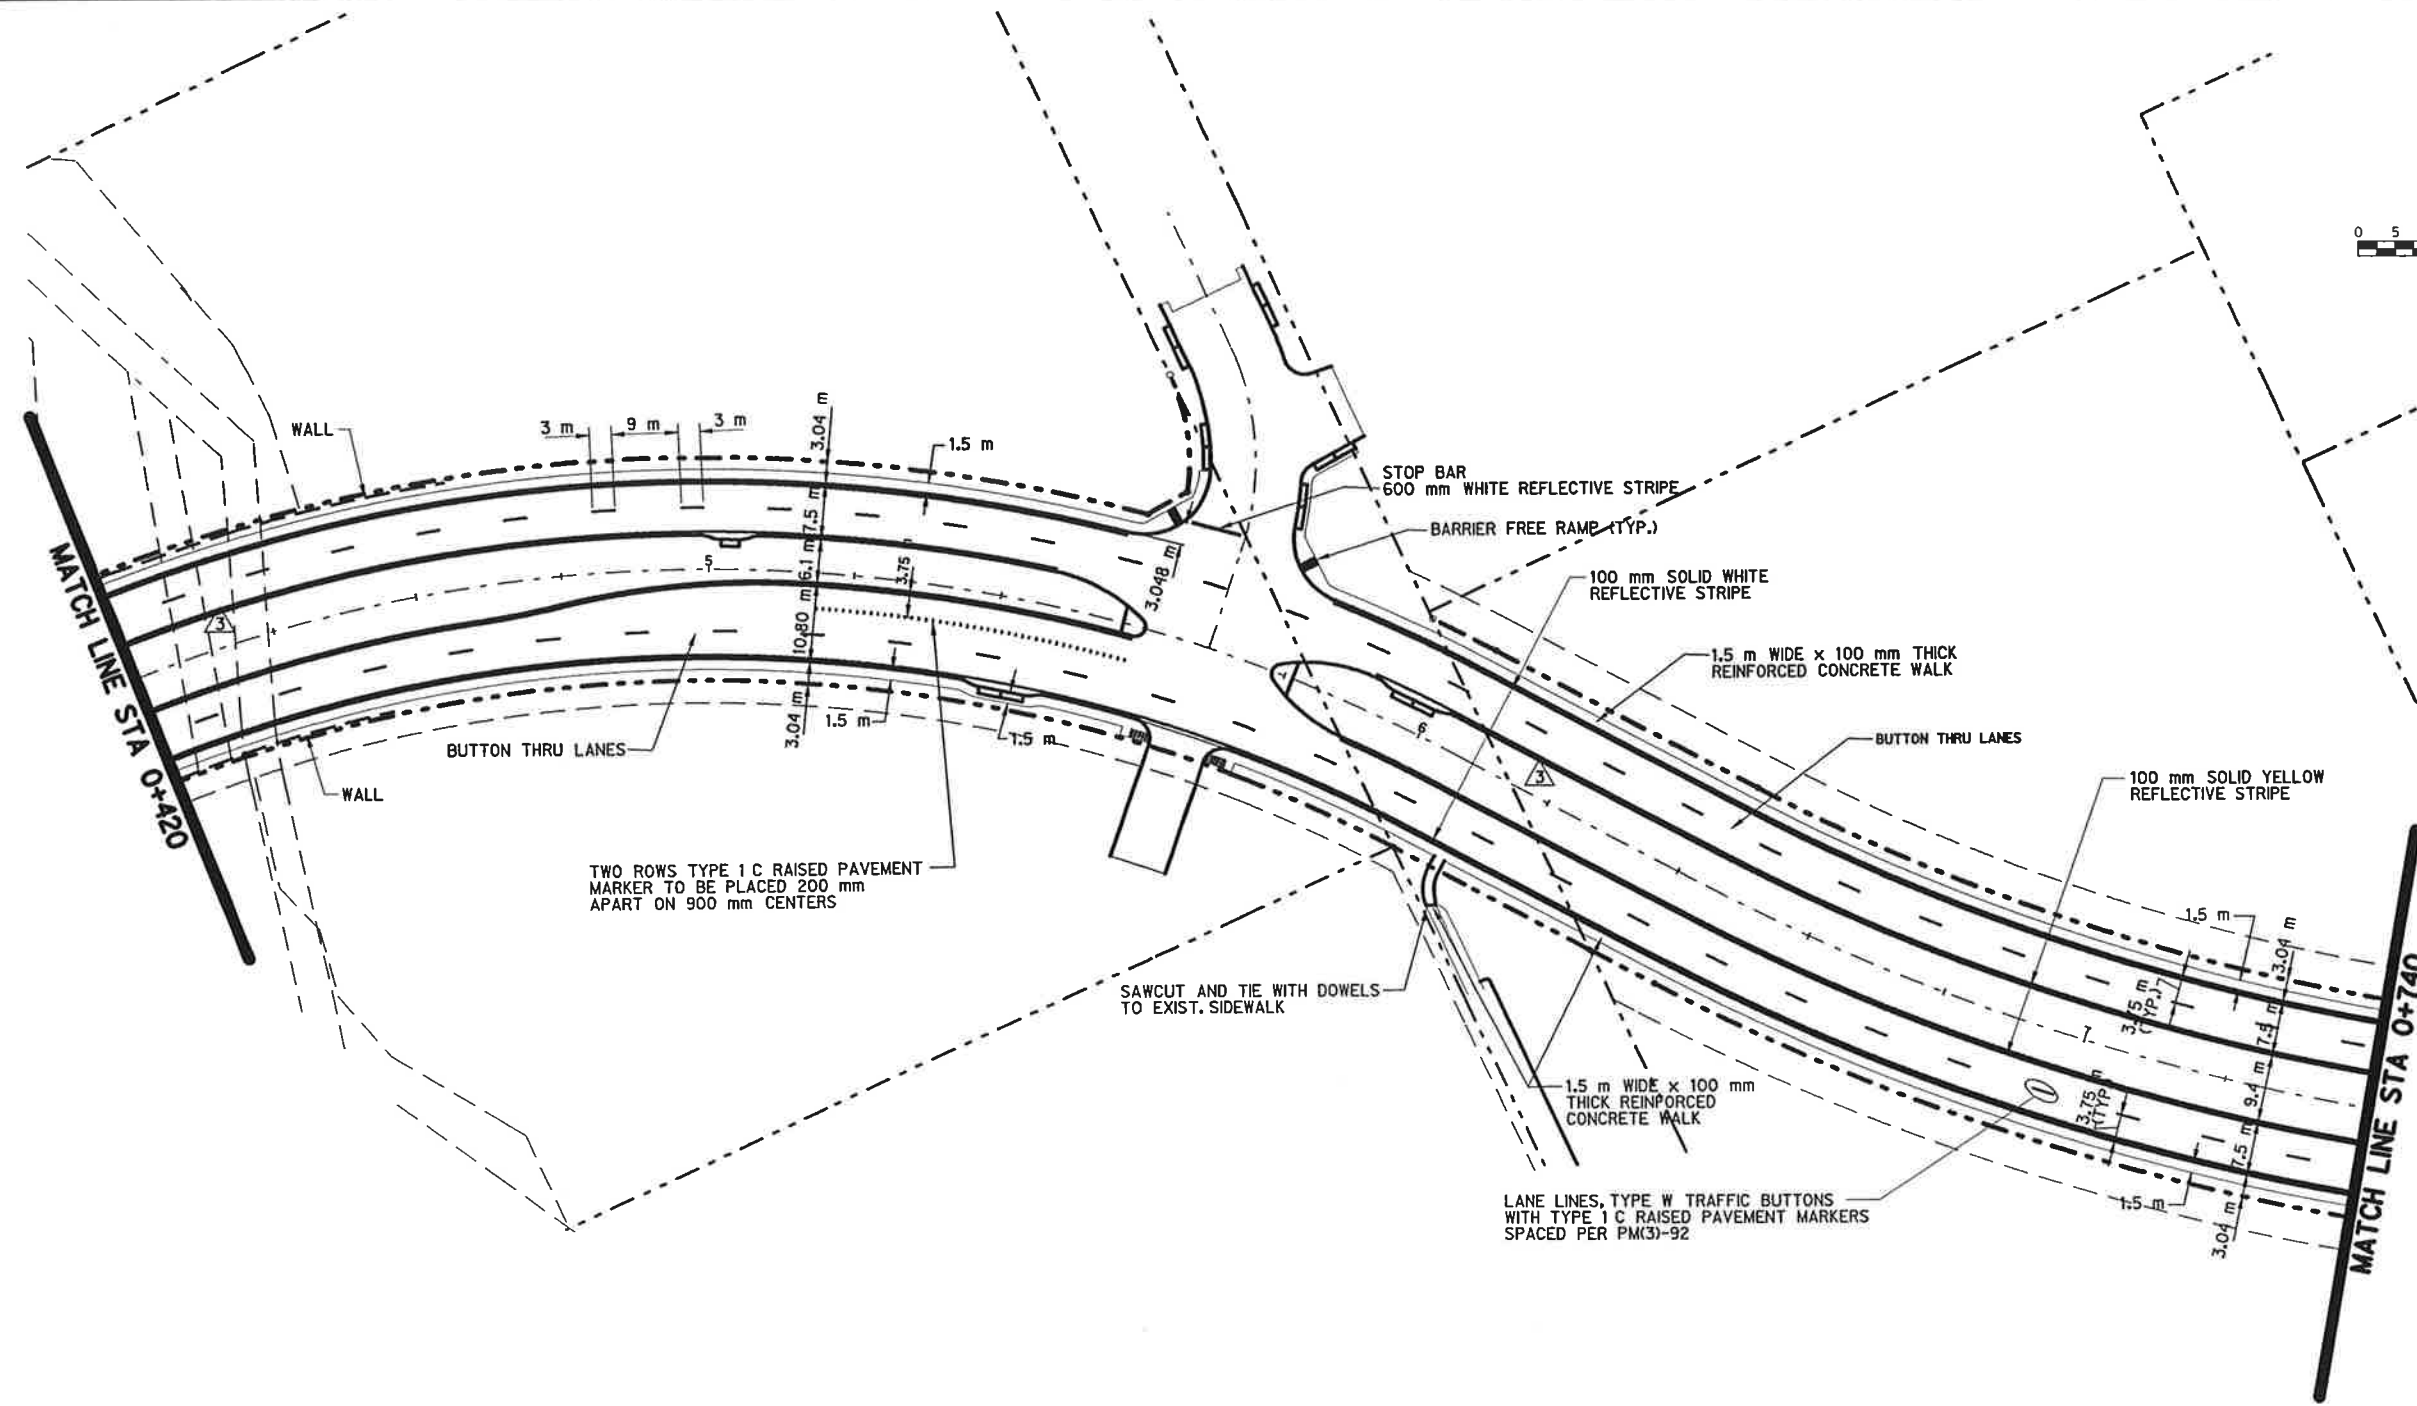 0 5
3 m
9 m
3 m
3.04 m
1.5 m
WALL
STOP BAR
600 mm WHITE REFLECTIVE STRIPE
BARRIER FREE RAMP (TYP.)
7.5 m
5
6.1 m
3.75
3.048 m
100 mm SOLID WHITE
REFLECTIVE STRIPE
MATCH LINE STA 0+420
3
10.80 m
1.5 m WIDE x 100 mm THICK
REINFORCED CONCRETE WALK
3.04 m
1.5 m
1.5 m
BUTTON THRU LANES
WALL
6
3
BUTTON THRU LANES
100 mm SOLID YELLOW
REFLECTIVE STRIPE
TWO ROWS TYPE 1 C RAISED PAVEMENT
MARKER TO BE PLACED 200 mm
APART ON 900 mm CENTERS
1.5 m
3.04 m
SAWCUT AND TIE WITH DOWELS
TO EXIST. SIDEWALK
3.75 m
(TYP.)
7.5 m
7
9.4 m
1
3.75 m
(TYP.)
7.5 m
1.5 m WIDE x 100 mm
THICK REINFORCED
CONCRETE WALK
1.5 m
3.04 m
LANE LINES, TYPE W TRAFFIC BUTTONS
WITH TYPE 1 C RAISED PAVEMENT MARKERS
SPACED PER PM(3)-92
MATCH LINE STA 0+740